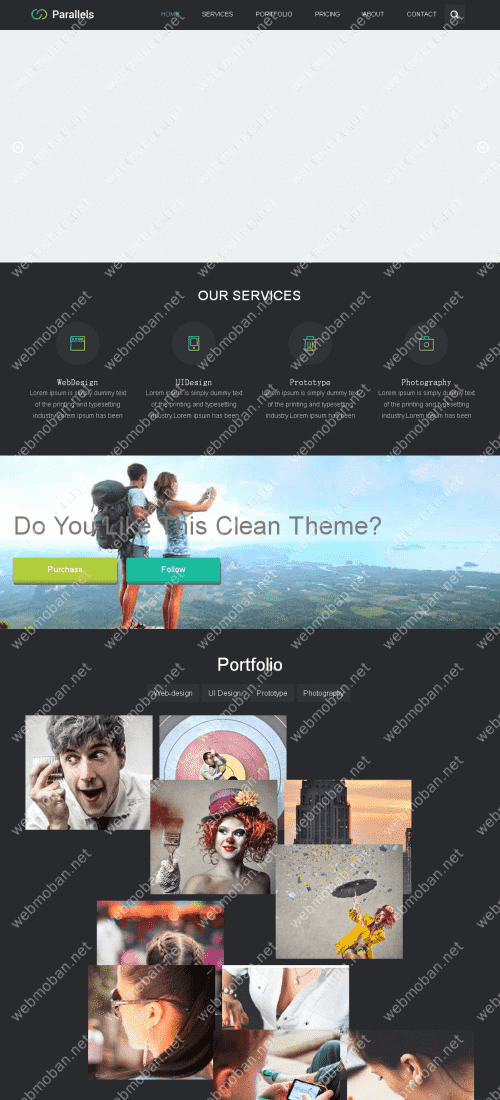 Parallels
HOME SERVICES PORTFOLIO PRICING ABOUT CONTACT
OUR SERVICES
WebDesign UIDesign Prototype Photography
Lorem ipsum is simply dummy text Lorem ipsum is simply dummy text Lorem ipsum is simply dummy text Lorem ipsum is simply dummy text
of the printing and typesetting of the printing and typesetting of the printing and typesetting of the printing and typesetting
industry.Lorem ipsum has been industry.Lorem ipsum has been industry.Lorem ipsum has been industry.Lorem ipsum has been
Do You Like This Clean Theme?
Purchase Follow
Portfolio
Web-design UI Design Prototype Photography
webmoban.net